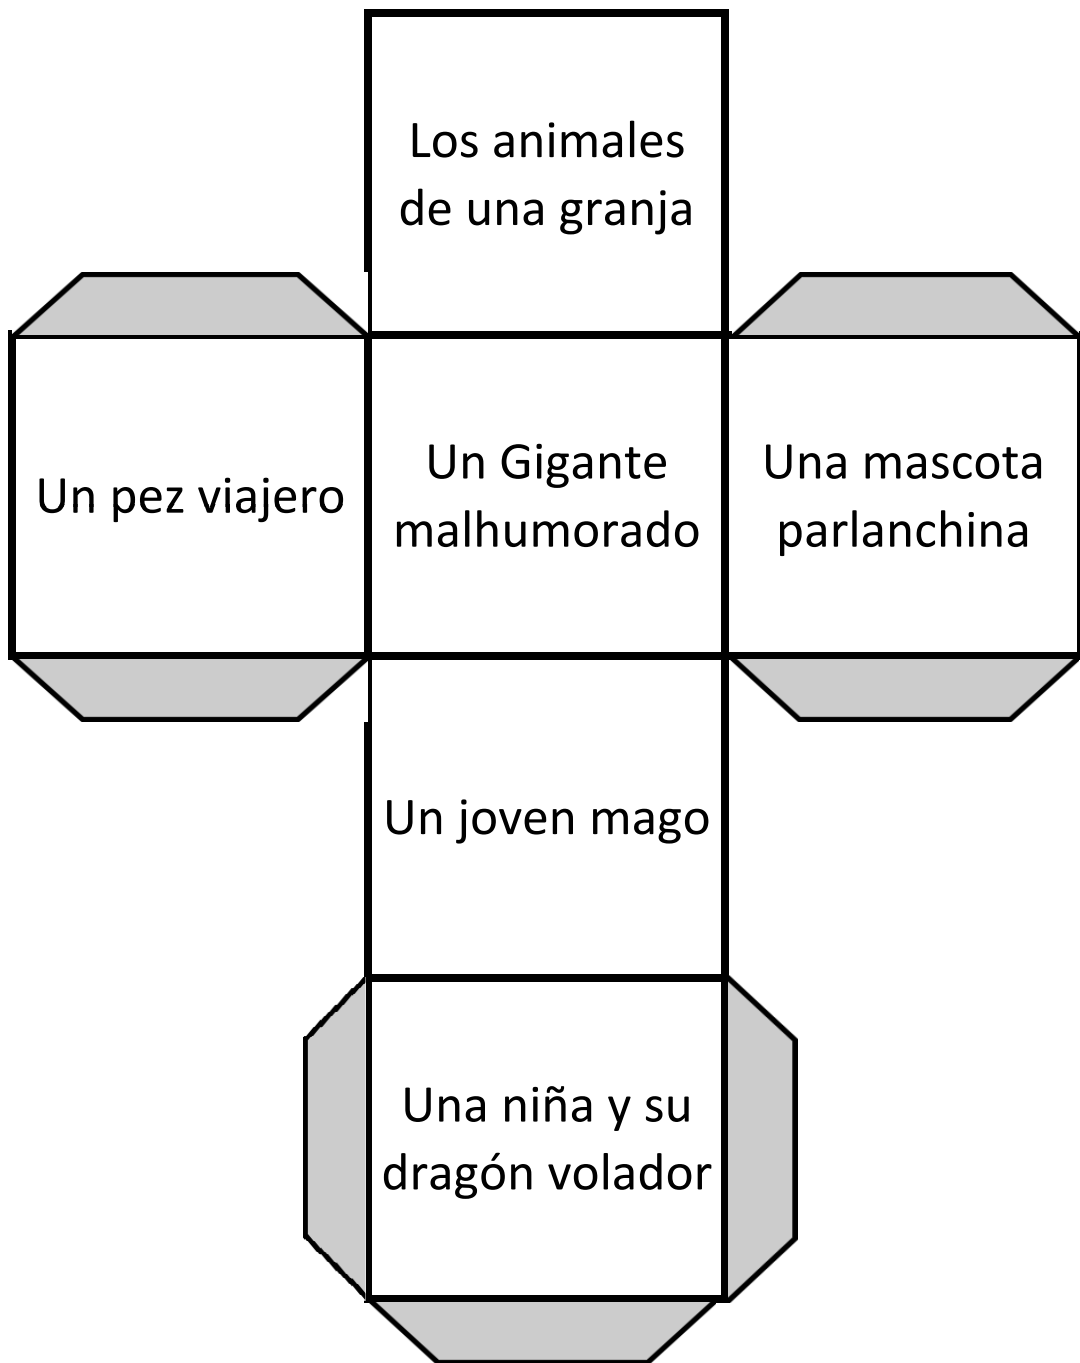 Los animales
de una granja
Un pez viajero
Un Gigante
malhumorado
Una mascota
parlanchina
Un joven mago
Una niña y su
dragón volador